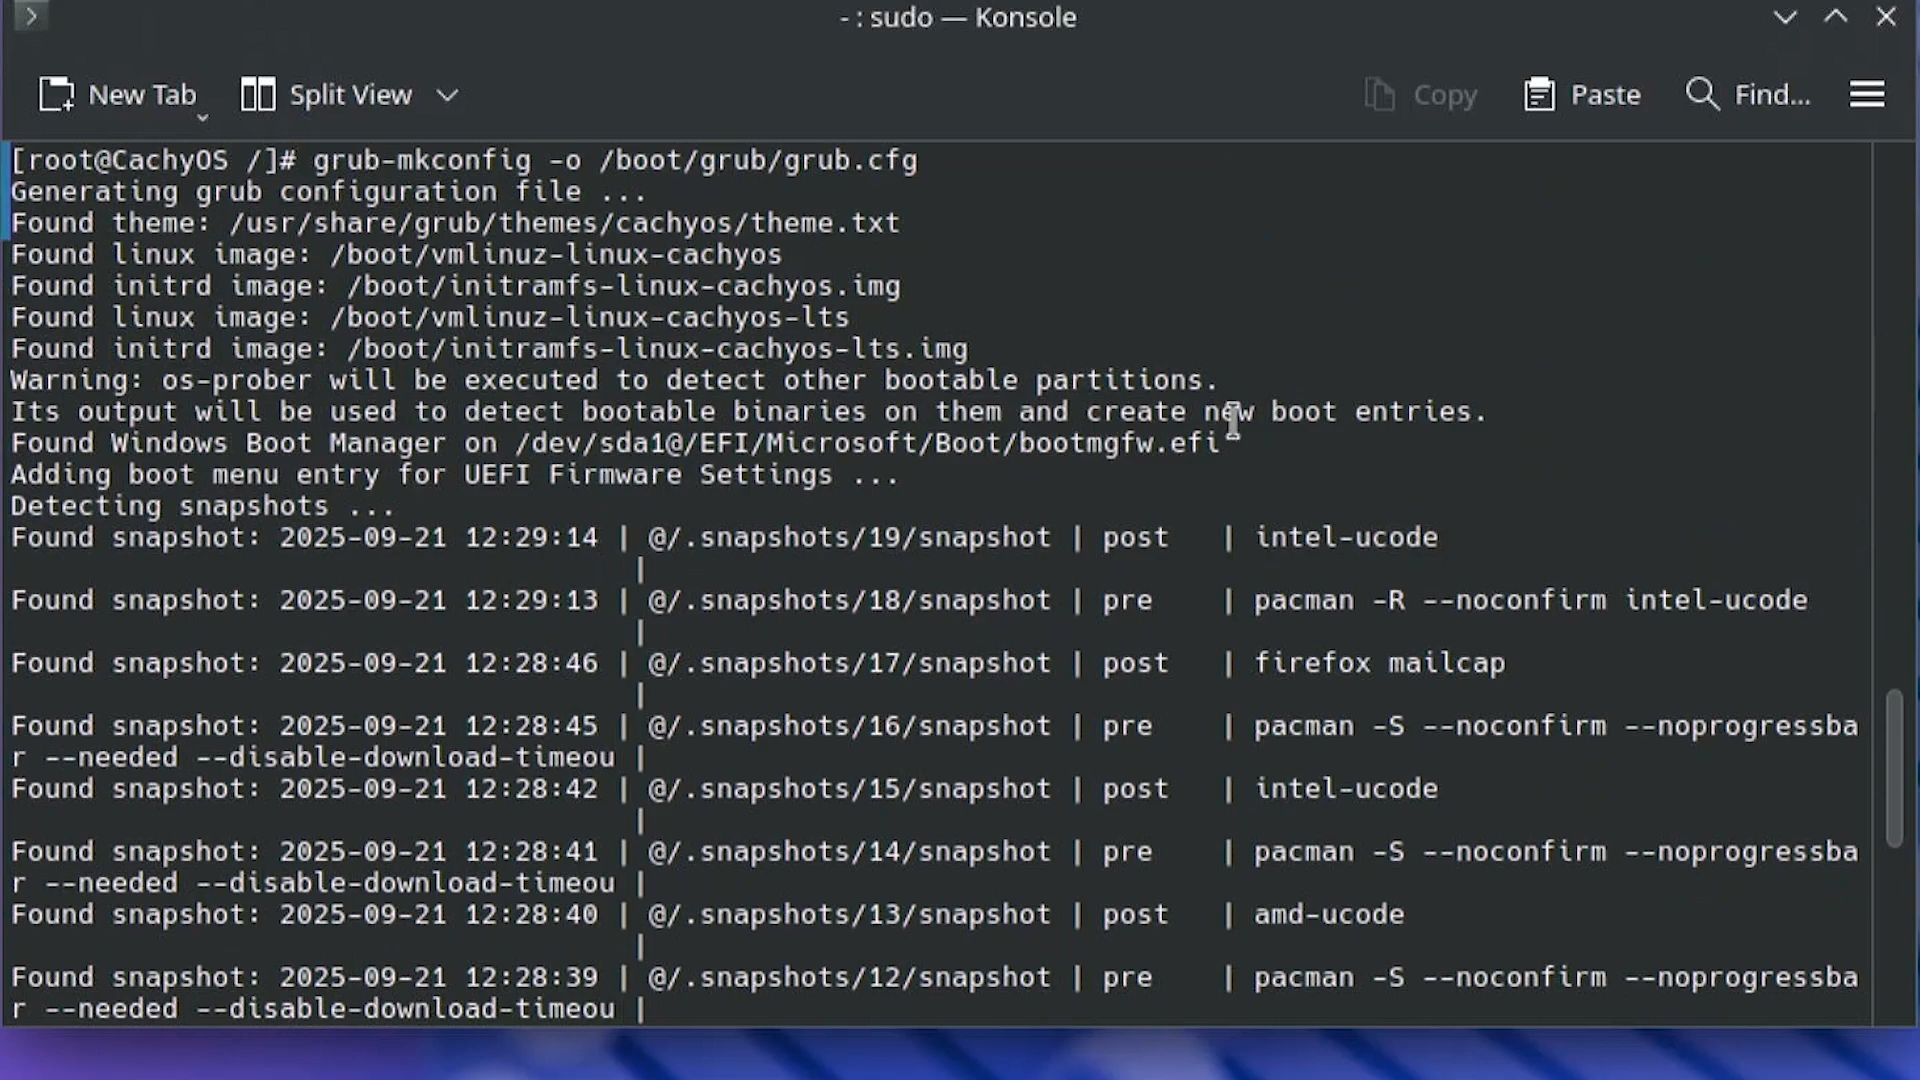 - : sudo — Konsole
New Tab
Split View
Copy
Paste
Find...
[root@CachyOS /]# grub-mkconfig -o /boot/grub/grub.cfg
Generating grub configuration file ...
Found theme: /usr/share/grub/themes/cachyos/theme.txt
Found linux image: /boot/vmlinuz-linux-cachyos
Found initrd image: /boot/initramfs-linux-cachyos.img
Found linux image: /boot/vmlinuz-linux-cachyos-lts
Found initrd image: /boot/initramfs-linux-cachyos-lts.img
Warning: os-prober will be executed to detect other bootable partitions.
Its output will be used to detect bootable binaries on them and create new boot entries.
Found Windows Boot Manager on /dev/sda1@/EFI/Microsoft/Boot/bootmgfw.efi
Adding boot menu entry for UEFI Firmware Settings ...
Detecting snapshots ...
Found snapshot: 2025-09-21 12:29:14 | @/.snapshots/19/snapshot | post   | intel-ucode
|
Found snapshot: 2025-09-21 12:29:13 | @/.snapshots/18/snapshot | pre    | pacman -R --noconfirm intel-ucode
|
Found snapshot: 2025-09-21 12:28:46 | @/.snapshots/17/snapshot | post   | firefox mailcap
|
Found snapshot: 2025-09-21 12:28:45 | @/.snapshots/16/snapshot | pre    | pacman -S --noconfirm --noprogressba
r --needed --disable-download-timeou |
Found snapshot: 2025-09-21 12:28:42 | @/.snapshots/15/snapshot | post   | intel-ucode
|
Found snapshot: 2025-09-21 12:28:41 | @/.snapshots/14/snapshot | pre    | pacman -S --noconfirm --noprogressba
r --needed --disable-download-timeou |
Found snapshot: 2025-09-21 12:28:40 | @/.snapshots/13/snapshot | post   | amd-ucode
|
Found snapshot: 2025-09-21 12:28:39 | @/.snapshots/12/snapshot | pre    | pacman -S --noconfirm --noprogressba
r --needed --disable-download-timeou |